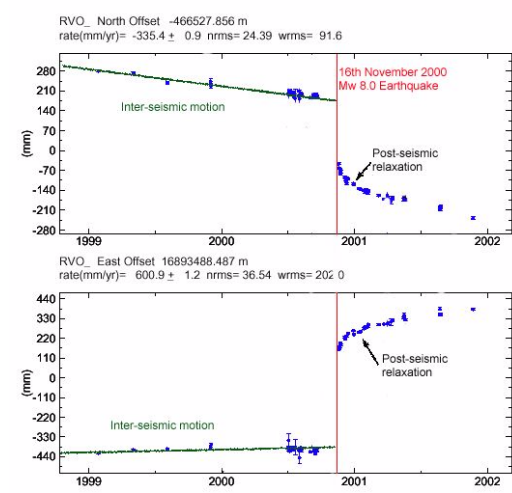 RVO_ North Offset -466527.856 m
rate(mm/yr)= -335.4 ± 0.9 nrms= 24.39 wrms= 91.6
280
210
140
70
0
-70
-140
-210
-280
(mm)
Inter-seismic motion
16th November 2000
Mw 8.0 Earthquake
Post-seismic
relaxation
1999 2000 2001 2002
RVO_ East Offset 16893488.487 m
rate(mm/yr)= 600.9 ± 1.2 nrms= 36.54 wrms= 202 0
440
330
220
110
0
-110
-220
-330
-440
(mm)
Post-seismic
relaxation
Inter-seismic motion
1999 2000 2001 2002